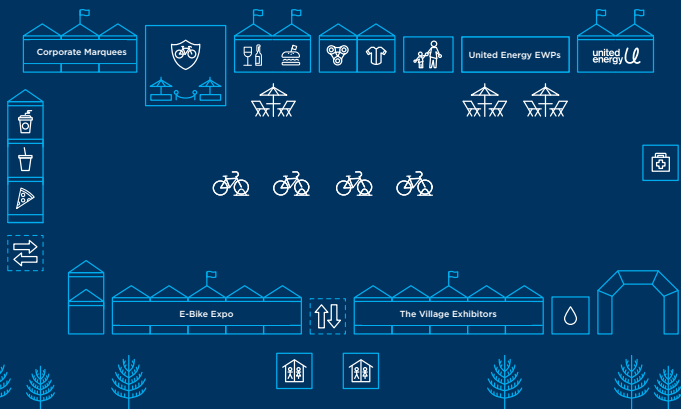 Corporate Marquees
United Energy EWPs
united
energy
E-Bike Expo
The Village Exhibitors